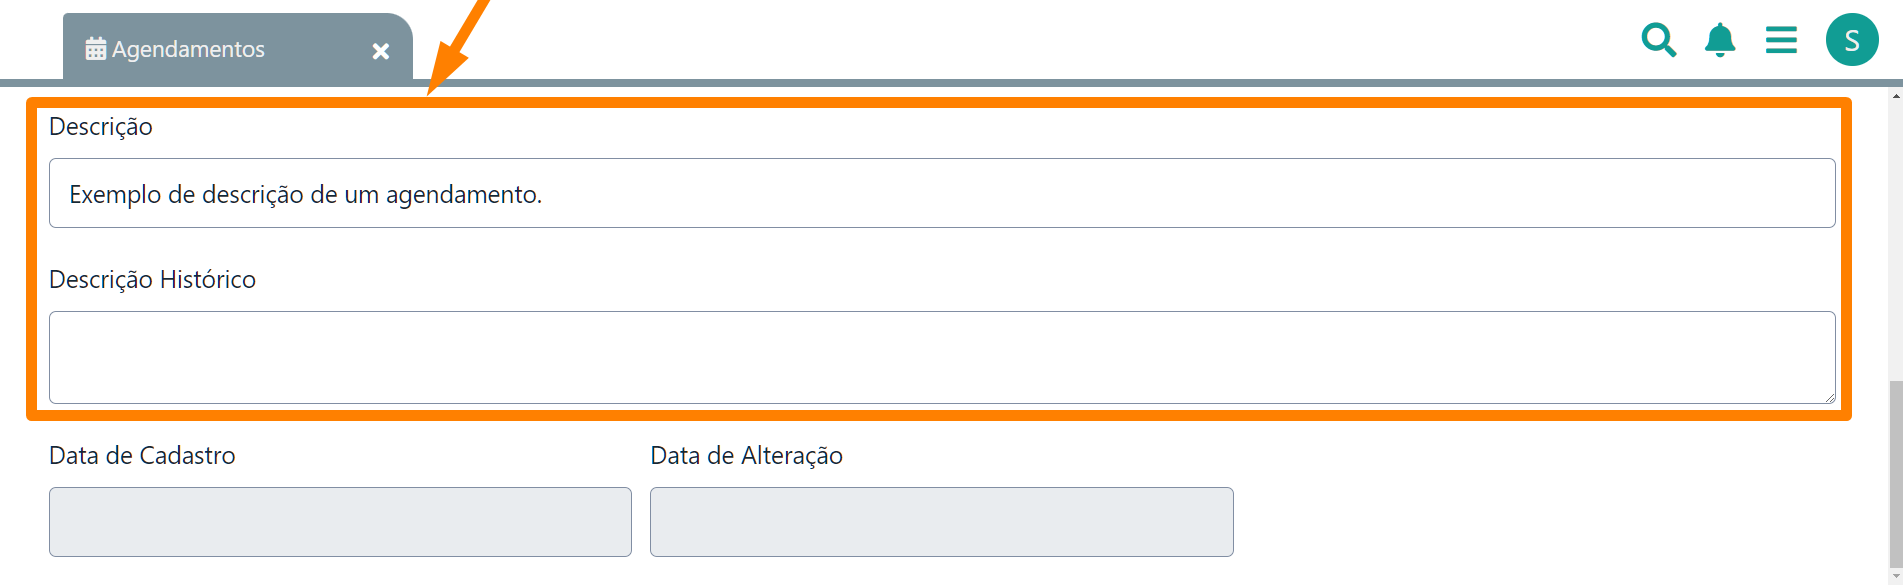 Agendamentos
S
Descrição
Exemplo de descrição de um agendamento.
Descrição Histórico
Data de Cadastro Data de Alteração